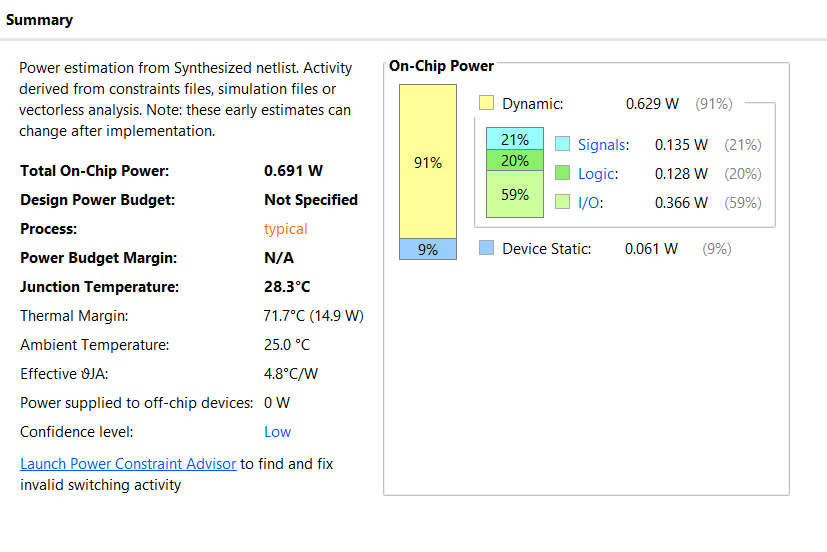 Summary
Power estimation from Synthesized netlist. Activity
derived from constraints files, simulation files or
vectorless analysis. Note: these early estimates can
change after implementation.
Total On-Chip Power: 0.691 W
Design Power Budget: Not Specified
Process: typical
Power Budget Margin: N/A
Junction Temperature: 28.3°C
Thermal Margin: 71.7°C (14.9 W)
Ambient Temperature: 25.0 °C
Effective ϑJA: 4.8°C/W
Power supplied to off-chip devices: 0 W
Confidence level: Low
Launch Power Constraint Advisor to find and fix
invalid switching activity
On-Chip Power
91%
9%
Dynamic: 0.629 W (91%)
21%
20%
59%
Signals: 0.135 W (21%)
Logic: 0.128 W (20%)
I/O: 0.366 W (59%)
Device Static: 0.061 W (9%)